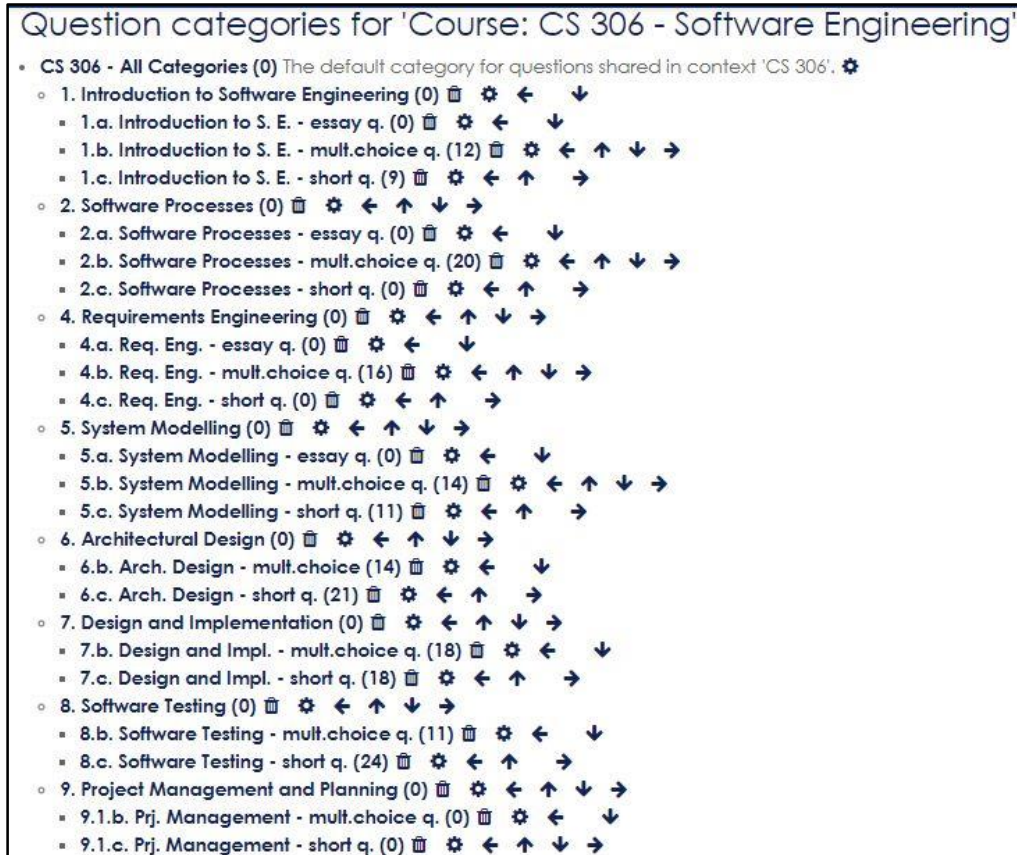 Question categories for 'Course: CS 306 - Software Engineering'
CS 306 - All Categories (0) The default category for questions shared in context 'CS 306'.
1. Introduction to Software Engineering (0)
1.a. Introduction to S. E. - essay q. (0)
1.b. Introduction to S. E. - mult.choice q. (12)
1.c. Introduction to S. E. - short q. (9)
2. Software Processes (0)
2.a. Software Processes - essay q. (0)
2.b. Software Processes - mult.choice q. (20)
2.c. Software Processes - short q. (0)
4. Requirements Engineering (0)
4.a. Req. Eng. - essay q. (0)
4.b. Req. Eng. - mult.choice q. (16)
4.c. Req. Eng. - short q. (0)
5. System Modelling (0)
5.a. System Modelling - essay q. (0)
5.b. System Modelling - mult.choice q. (14)
5.c. System Modelling - short q. (11)
6. Architectural Design (0)
6.b. Arch. Design - mult.choice (14)
6.c. Arch. Design - short q. (21)
7. Design and Implementation (0)
7.b. Design and Impl. - mult.choice q. (18)
7.c. Design and Impl. - short q. (18)
8. Software Testing (0)
8.b. Software Testing - mult.choice q. (11)
8.c. Software Testing - short q. (24)
9. Project Management and Planning (0)
9.1.b. Prj. Management - mult.choice q. (0)
9.1.c. Prj. Management - short q. (0)